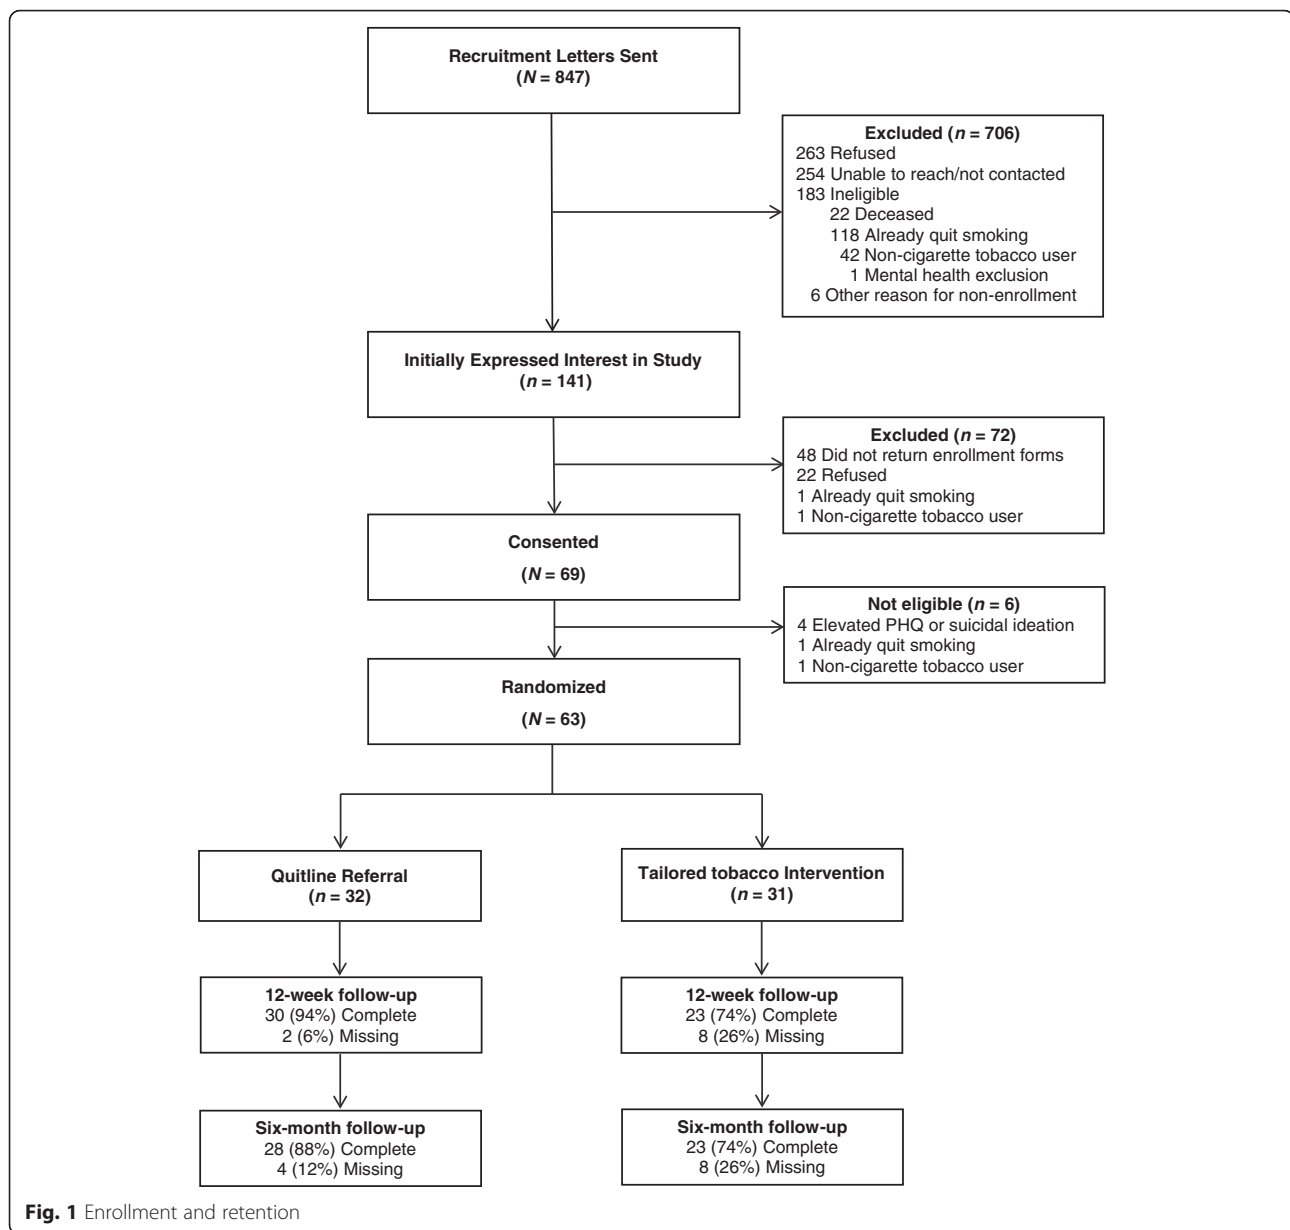 Recruitment Letters Sent
(N = 847)
Excluded (n = 706)
263 Refused
254 Unable to reach/not contacted
183 Ineligible
22 Deceased
118 Already quit smoking
42 Non-cigarette tobacco user
1 Mental health exclusion
6 Other reason for non-enrollment
Initially Expressed Interest in Study
(n = 141)
Excluded (n = 72)
48 Did not return enrollment forms
22 Refused
1 Already quit smoking
1 Non-cigarette tobacco user
Consented
(N = 69)
Not eligible (n = 6)
4 Elevated PHQ or suicidal ideation
1 Already quit smoking
1 Non-cigarette tobacco user
Randomized
(N = 63)
Quitline Referral
(n = 32)
Tailored tobacco Intervention
(n = 31)
12-week follow-up
30 (94%) Complete
2 (6%) Missing
12-week follow-up
23 (74%) Complete
8 (26%) Missing
Six-month follow-up
28 (88%) Complete
4 (12%) Missing
Six-month follow-up
23 (74%) Complete
8 (26%) Missing
Fig. 1 Enrollment and retention